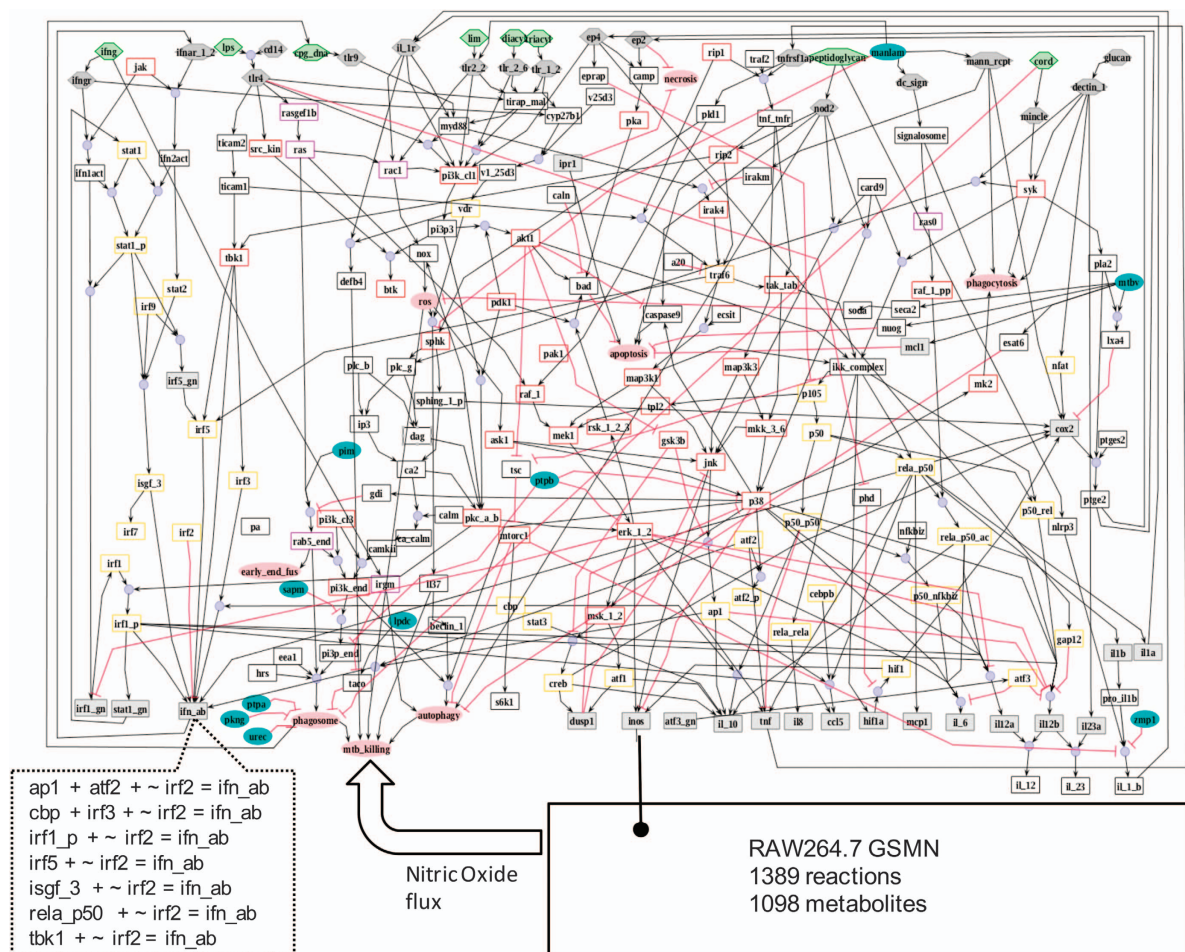 ifng
lps
ifnar_1_2
cd14
cpg_dna
tlr9
il_1r
lim
diacyl
triacyl
ep4
ep2
rip1
traf2
tnfrsf1a
peptidoglycan
manlam
mann_rcpt
cord
glucan
jak
ifngr
tlr4
tlr2_2
tlr_2_6
tlr_1_2
eprap
camp
necrosis
dc_sign
dectin_1
v25d3
rasgef1b
tirap_mal
cyp27b1
pld1
nod2
mincle
myd88
pka
tnf_tnfr
signalosome
stat1
ifn2act
ticam2
src_kin
ras
rac1
pi3k_cl1
v1_25d3
ipr1
rip2
irakm
ifn1act
ticam1
caln
card9
syk
vdr
irak4
ras0
pi3p3
stat1_p
tbk1
nox
akt1
a20
traf6
pla2
defb4
btk
bad
tak_tab
raf_1_pp
phagocytosis
mtbv
stat2
irf9
ros
pdk1
caspase9
ecsit
soda
seca2
nuog
esat6
lxa4
sphk
pak1
apoptosis
mcl1
irf5_gn
plc_b
plc_g
map3k1
map3k3
ikk_complex
nfat
mk2
sphing_1_p
raf_1
tpl2
p105
irf5
ip3
dag
ask1
mek1
rsk_1_2_3
mkk_3_6
p50
cox2
gsk3b
pim
ca2
tsc
jnk
rela_p50
ptges2
isgf_3
irf3
ptpb
gdi
p38
phd
ptge2
irf7
irf2
pa
pi3k_cl3
calm
pkc_a_b
p50_p50
p50_rel
nlrp3
rab5_end
ca_calm
mtorc1
erk_1_2
nfkbiz
rela_p50_ac
camkii
atf2
irf1
early_end_fus
sapm
pi3k_end
irgm
ll37
atf2_p
cebpb
p50_nfkbiz
irf1_p
lpdc
beclin_1
cbp
stat3
msk_1_2
ap1
rela_rela
gap12
pi3p_end
il1b
il1a
eea1
hrs
taco
creb
atf1
hif1
atf3
pro_il1b
s6k1
irf1_gn
stat1_gn
ifn_ab
ptpa
pkng
urec
phagosome
autophagy
mtb_killing
dusp1
inos
atf3_gn
il_10
tnf
il8
ccl5
hif1a
mcp1
il_6
il12a
il12b
il23a
zmp1
il_12
il_23
il_1_b
ap1 + atf2 + ~ irf2 = ifn_ab
cbp + irf3 + ~ irf2 = ifn_ab
irf1_p + ~ irf2 = ifn_ab
irf5 + ~ irf2 = ifn_ab
isgf_3 + ~ irf2 = ifn_ab
rela_p50 + ~ irf2 = ifn_ab
tbk1 + ~ irf2 = ifn_ab
Nitric Oxide
flux
RAW264.7 GSMN
1389 reactions
1098 metabolites